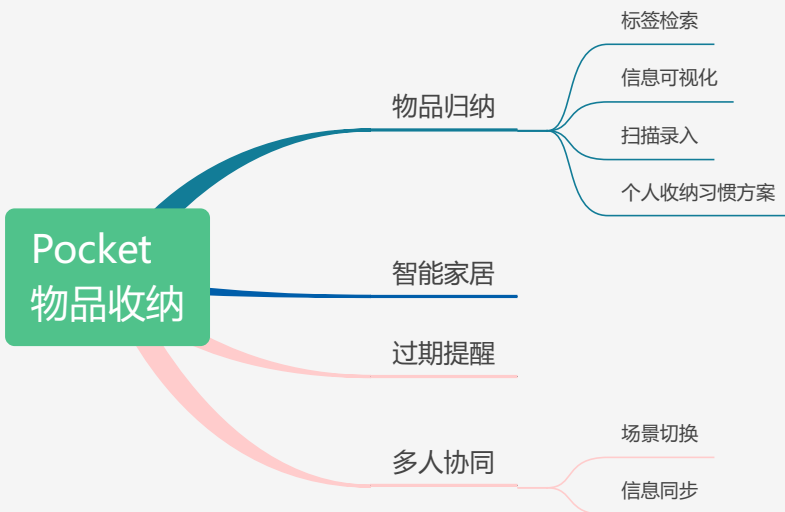 Pocket
物品收纳
物品归纳
标签检索
信息可视化
扫描录入
个人收纳习惯方案
智能家居
过期提醒
多人协同
场景切换
信息同步